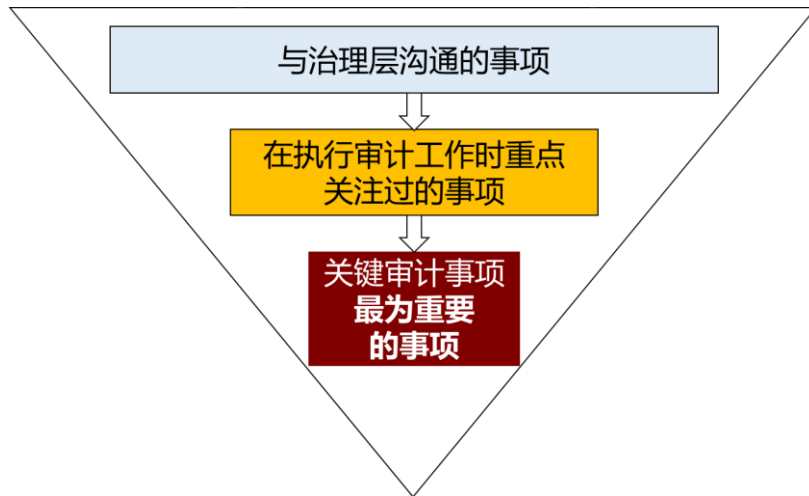 与治理层沟通的事项
在执行审计工作时重点
关注过的事项
关键审计事项
最为重要
的事项